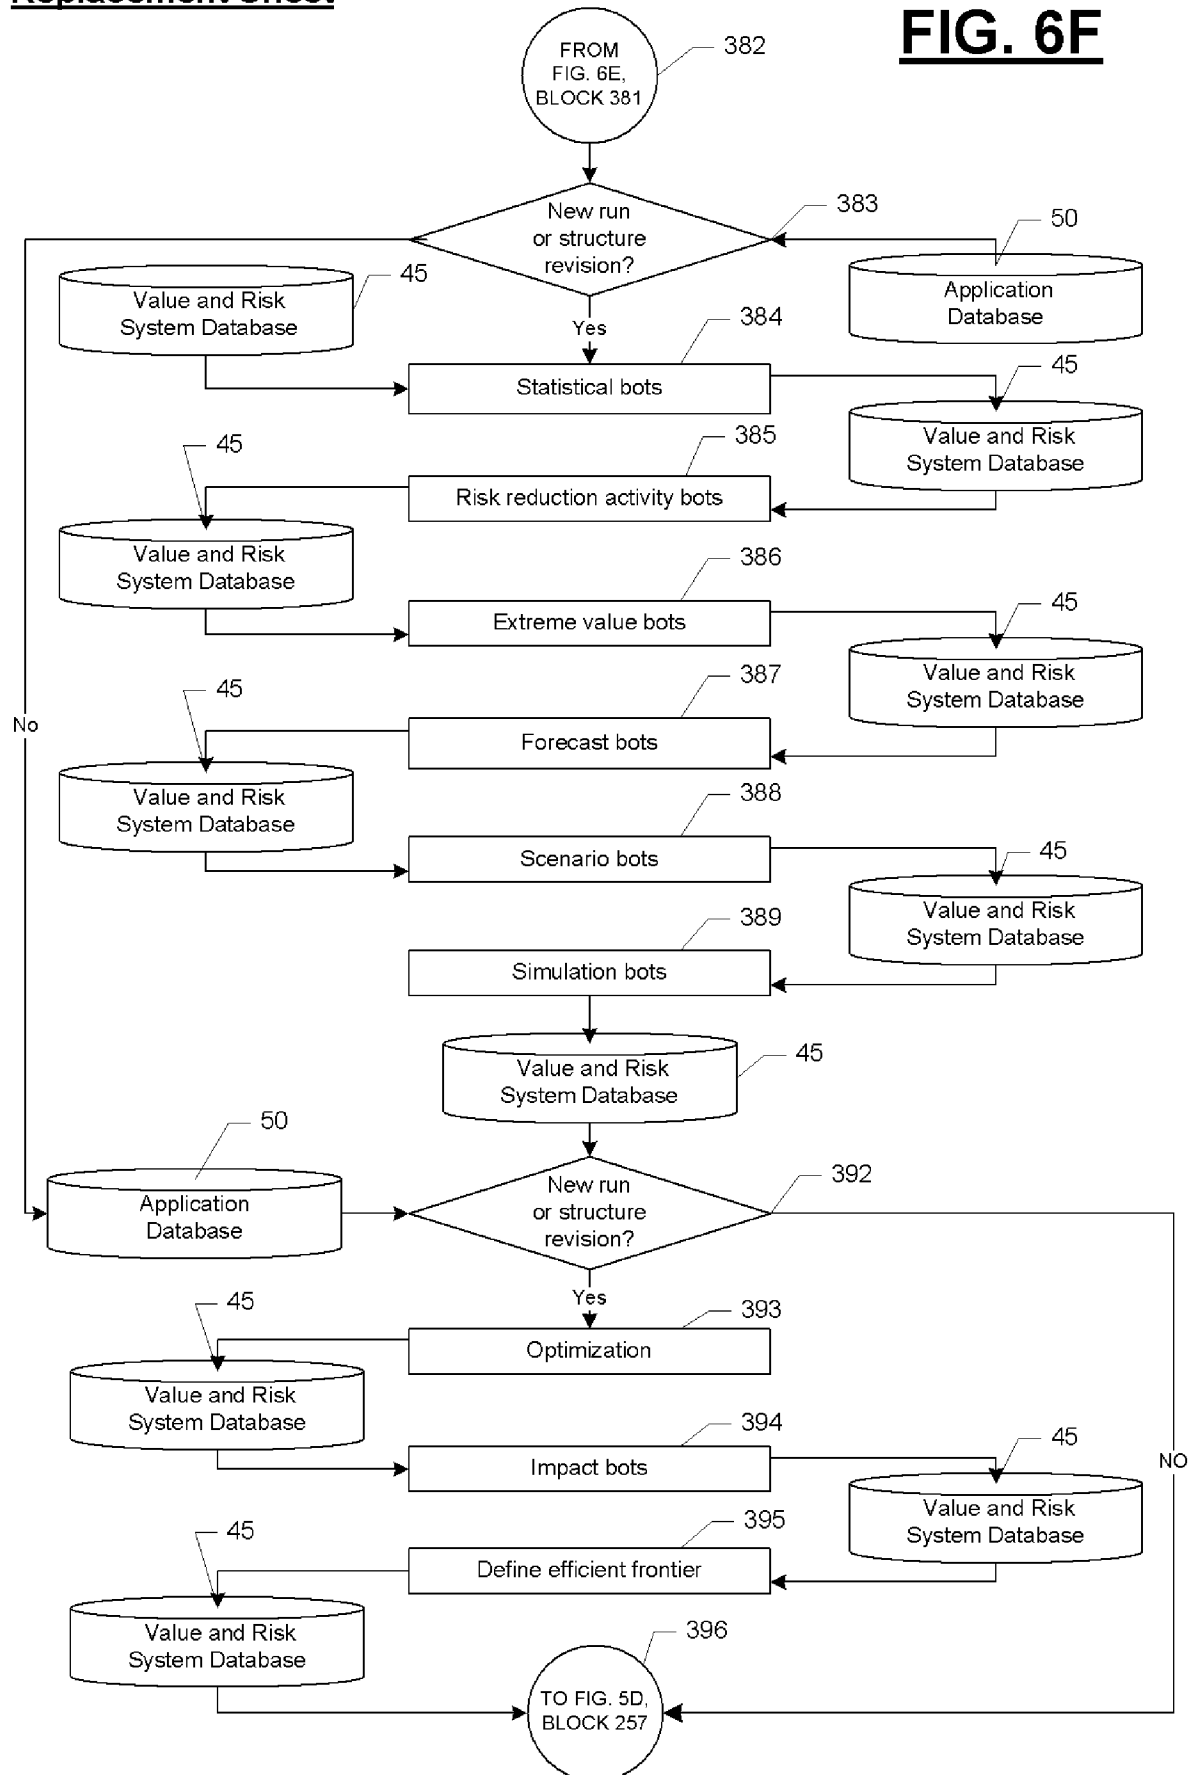 Replacement Sheet
FIG. 6F
FROM
FIG. 6E,
BLOCK 381
382
New run
or structure
revision?
383
50
Application
Database
45
Value and Risk
System Database
Yes
384
Statistical bots
45
Value and Risk
System Database
385
Risk reduction activity bots
45
Value and Risk
System Database
386
Extreme value bots
45
Value and Risk
System Database
387
Forecast bots
45
No
Value and Risk
System Database
388
Scenario bots
45
Value and Risk
System Database
389
Simulation bots
45
Value and Risk
System Database
50
Application
Database
392
New run
or structure
revision?
Yes
393
Optimization
45
Value and Risk
System Database
394
Impact bots
45
NO
Value and Risk
System Database
395
Define efficient frontier
45
Value and Risk
System Database
396
TO FIG. 5D,
BLOCK 257